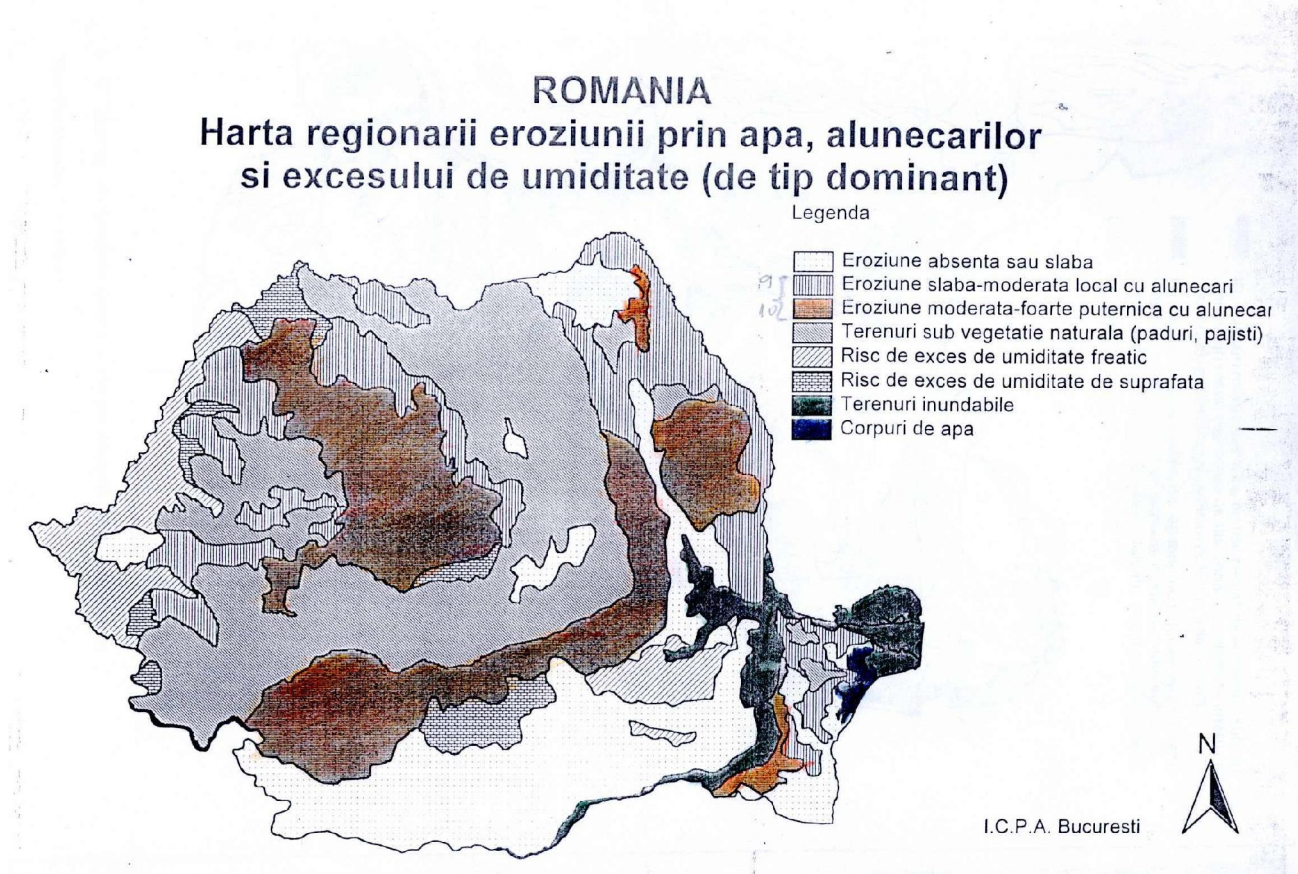 ROMANIA
Harta regionarii eroziunii prin apa, alunecarilor
si excesului de umiditate (de tip dominant)
Legenda
Eroziune absenta sau slaba
Eroziune slaba-moderata local cu alunecari
Eroziune moderata-foarte puternica cu alunecar
Terenuri sub vegetatie naturala (paduri, pajisti)
Risc de exces de umiditate freatic
Risc de exces de umiditate de suprafata
Terenuri inundabile
Corpuri de apa
N
I.C.P.A. Bucuresti